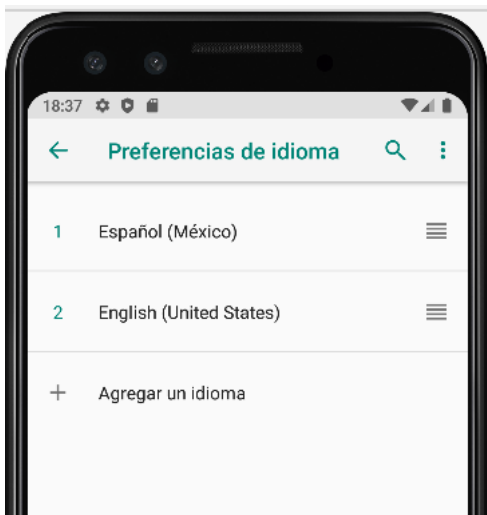 18:37
Preferencias de idioma
1 Español (México)
2 English (United States)
Agregar un idioma